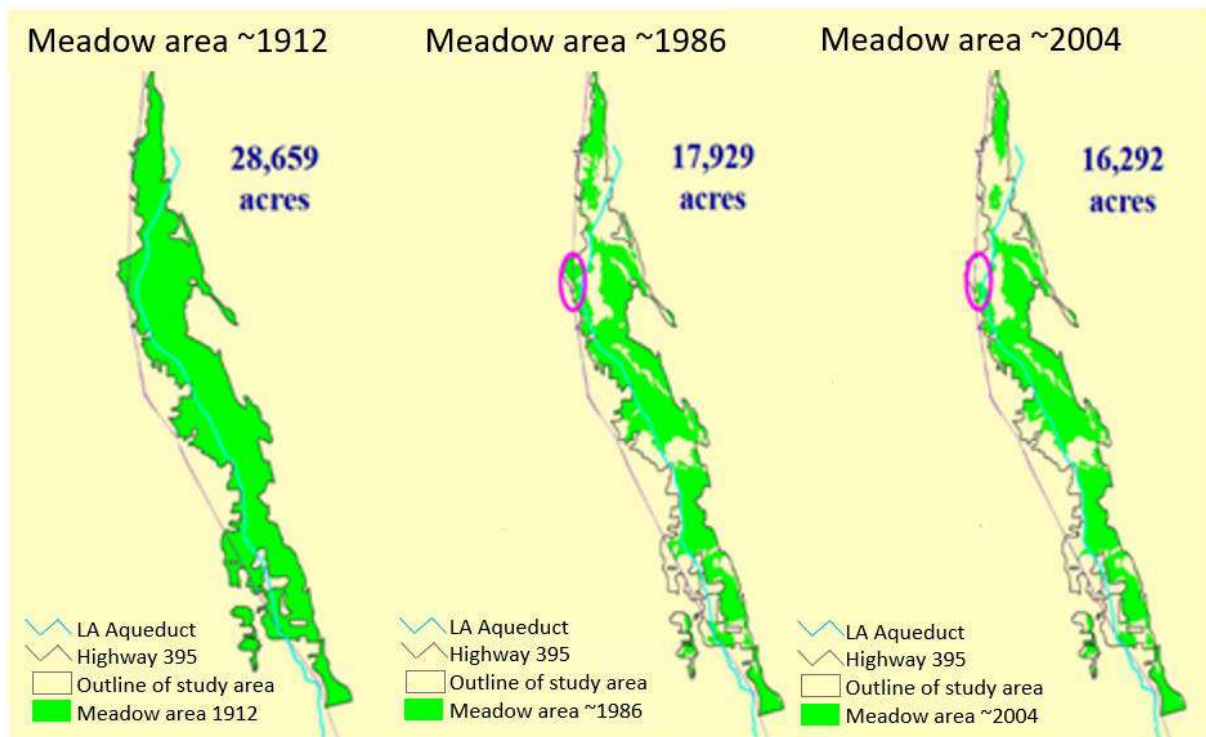 Meadow area ~1912
28,659
acres
LA Aqueduct
Highway 395
Outline of study area
Meadow area 1912
Meadow area ~1986
17,929
acres
LA Aqueduct
Highway 395
Outline of study area
Meadow area ~1986
Meadow area ~2004
16,292
acres
LA Aqueduct
Highway 395
Outline of study area
Meadow area ~2004